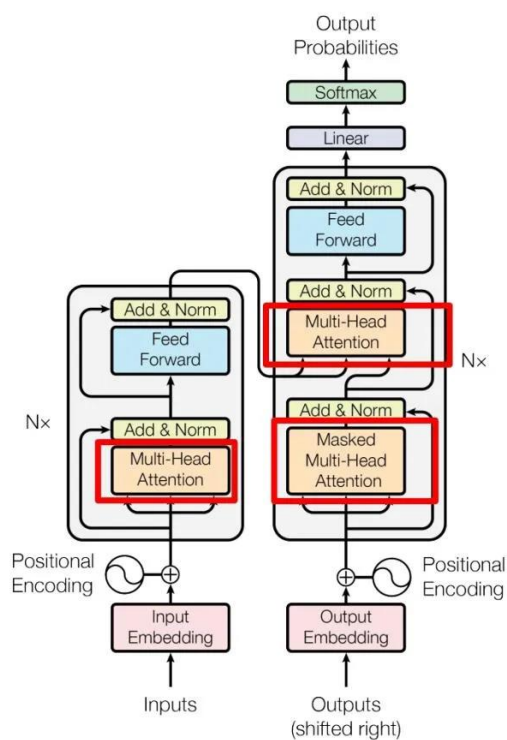 Output
Probabilities
Softmax
Linear
Add & Norm
Feed
Forward
Add & Norm
Multi-Head
Attention
Add & Norm
Masked
Multi-Head
Attention
Nx
Add & Norm
Feed
Forward
Add & Norm
Multi-Head
Attention
Nx
Positional
Encoding
Positional
Encoding
Input
Embedding
Output
Embedding
Inputs
Outputs
(shifted right)